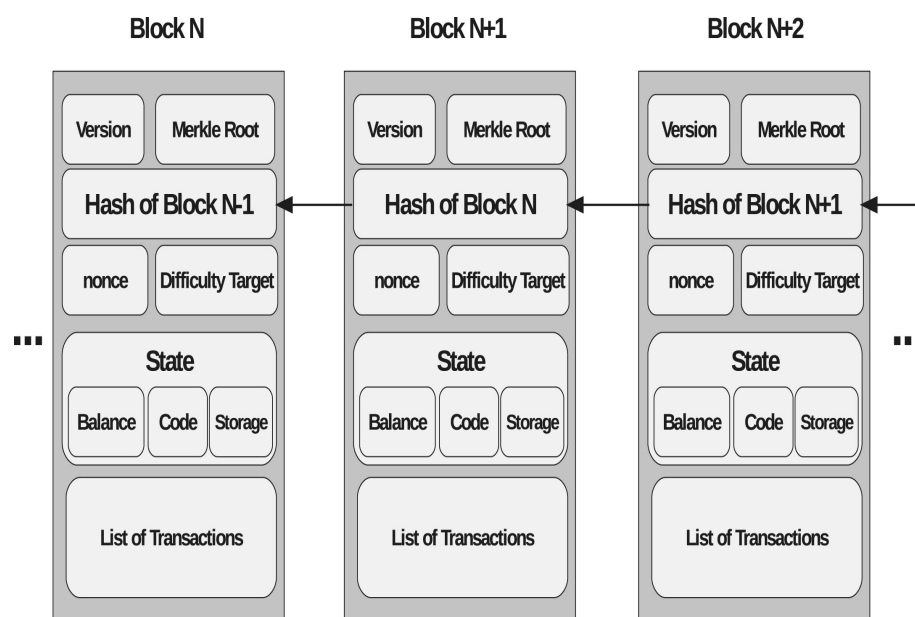 Block N
Block N+1
Block N+2
Version
Merkle Root
Hash of Block N-1
nonce
Difficulty Target
State
Balance
Code
Storage
List of Transactions
Version
Merkle Root
Hash of Block N
nonce
Difficulty Target
State
Balance
Code
Storage
List of Transactions
Version
Merkle Root
Hash of Block N+1
nonce
Difficulty Target
State
Balance
Code
Storage
List of Transactions
...
..